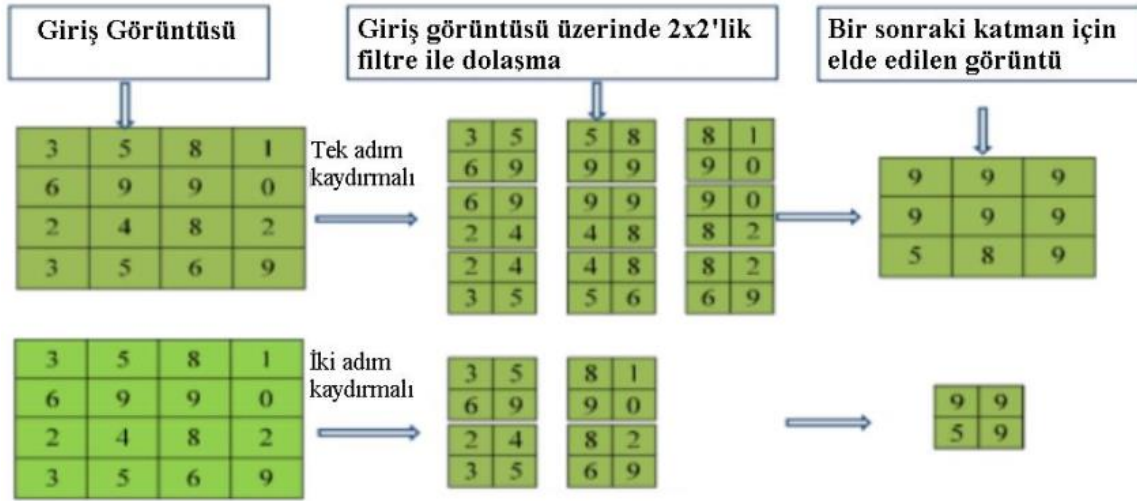 Giriş Görüntüsü
Giriş görüntüsü üzerinde 2x2'lik
filtre ile dolaşma
Bir sonraki katman için
elde edilen görüntü
3 5 8 1
6 9 9 0
2 4 8 2
3 5 6 9
Tek adım
kaydırmalı
3 5
6 9
5 8
9 9
8 1
9 0
6 9
2 4
9 9
4 8
9 0
8 2
2 4
3 5
4 8
5 6
8 2
6 9
9 9 9
9 9 9
5 8 9
3 5 8 1
6 9 9 0
2 4 8 2
3 5 6 9
İki adım
kaydırmalı
3 5
6 9
8 1
9 0
2 4
3 5
8 2
6 9
9 9
5 9